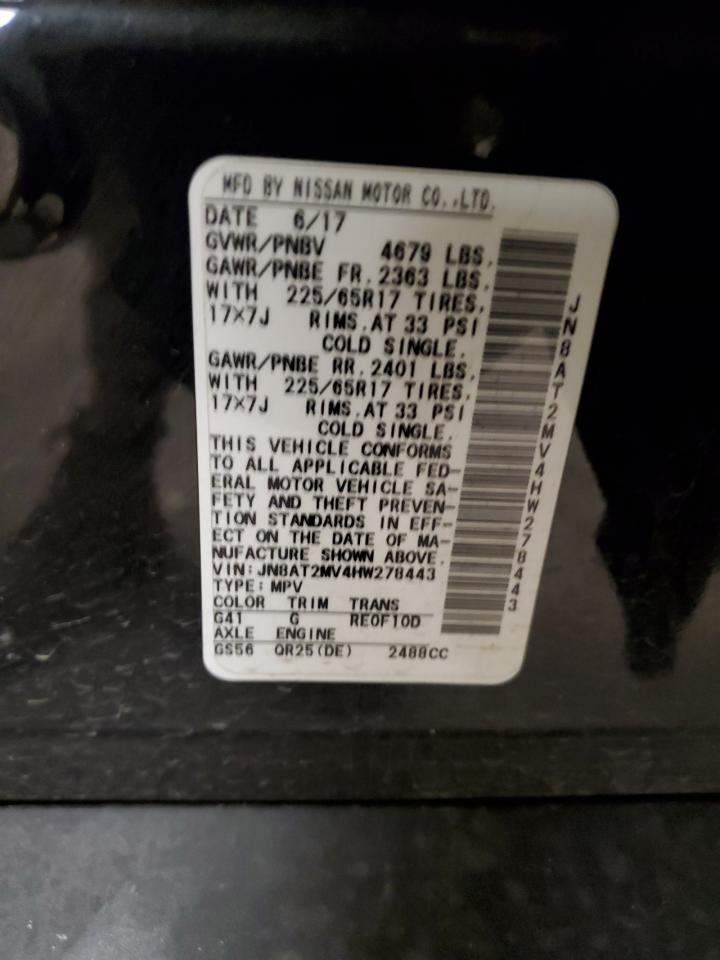 MFD BY NISSAN MOTOR CO.,LTD.
DATE 6/17
GVWR/PNBV 4679 LBS.
GAWR/PNBE FR. 2363 LBS.
WITH 225/65R17 TIRES,
17×7J RIMS.AT 33 PSI
COLD SINGLE.
GAWR/PNBE RR. 2401 LBS.
WITH 225/65R17 TIRES,
17×7J RIMS.AT 33 PSI
COLD SINGLE.
THIS VEHICLE CONFORMS
TO ALL APPLICABLE FED-
ERAL MOTOR VEHICLE SA-
FETY AND THEFT PREVEN-
TION STANDARDS IN EFF-
ECT ON THE DATE OF MA-
NUFACTURE SHOWN ABOVE.
VIN:JN8AT2MV4HW278443
TYPE:MPV
COLOR TRIM TRANS
G41 G RE0F10D
AXLE ENGINE
GS56 QR25(DE) 2488CC
JN8AT2MV4HW278443